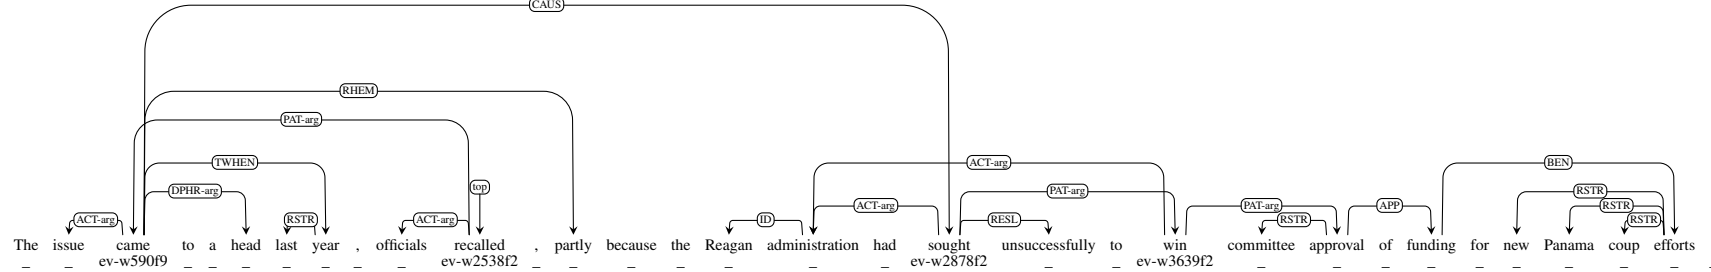 CAUS
RHEM
PAT-arg
TWHEN ACT-arg BEN
DPHR-arg top PAT-arg RSTR
ACT-arg RSTR ACT-arg ID ACT-arg RESL PAT-arg RSTR APP RSTR RSTR
The issue came to a head last year , officials recalled , partly because the Reagan administration had sought unsuccessfully to win committee approval of funding for new Panama coup efforts
ev-w590f9 ev-w2538f2 ev-w2878f2 ev-w3639f2